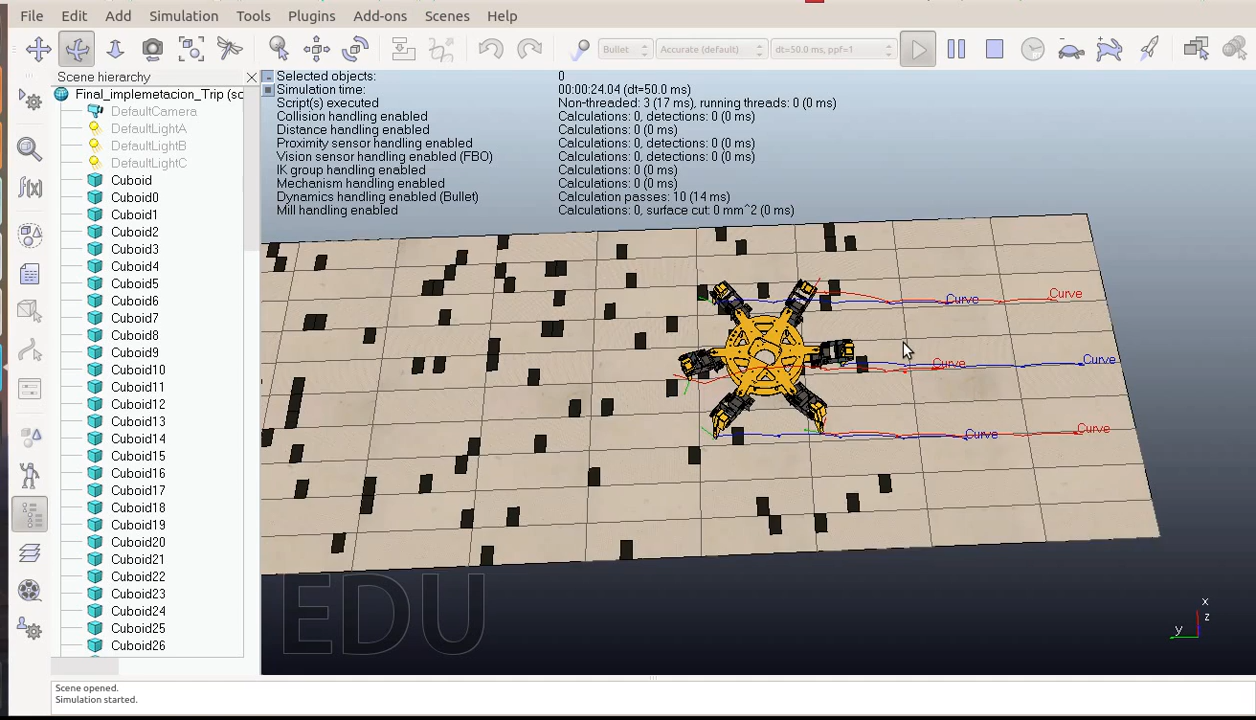 File Edit Add Simulation Tools Plugins Add-ons Scenes Help
Bullet Accurate (default) dt=50.0 ms, ppf=1
Scene hierarchy
Final_implemetacion_Trip (sc
DefaultCamera
DefaultLightA
DefaultLightB
DefaultLightC
Cuboid
Cuboid0
Cuboid1
Cuboid2
Cuboid3
Cuboid4
Cuboid5
Cuboid6
Cuboid7
Cuboid8
Cuboid9
Cuboid10
Cuboid11
Cuboid12
Cuboid13
Cuboid14
Cuboid15
Cuboid16
Cuboid17
Cuboid18
Cuboid19
Cuboid20
Cuboid21
Cuboid22
Cuboid23
Cuboid24
Cuboid25
Cuboid26
Selected objects: 0
Simulation time: 00:00:24.04 (dt=50.0 ms)
Script(s) executed Non-threaded: 3 (17 ms), running threads: 0 (0 ms)
Collision handling enabled Calculations: 0, detections: 0 (0 ms)
Distance handling enabled Calculations: 0 (0 ms)
Proximity sensor handling enabled Calculations: 0, detections: 0 (0 ms)
Vision sensor handling enabled (FBO) Calculations: 0, detections: 0 (0 ms)
IK group handling enabled Calculations: 0 (0 ms)
Mechanism handling enabled Calculations: 0 (0 ms)
Dynamics handling enabled (Bullet) Calculation passes: 10 (14 ms)
Mill handling enabled Calculations: 0, surface cut: 0 mm^2 (0 ms)
Curve Curve
Curve Curve
Curve Curve
EDU
x
z
y
Scene opened.
Simulation started.